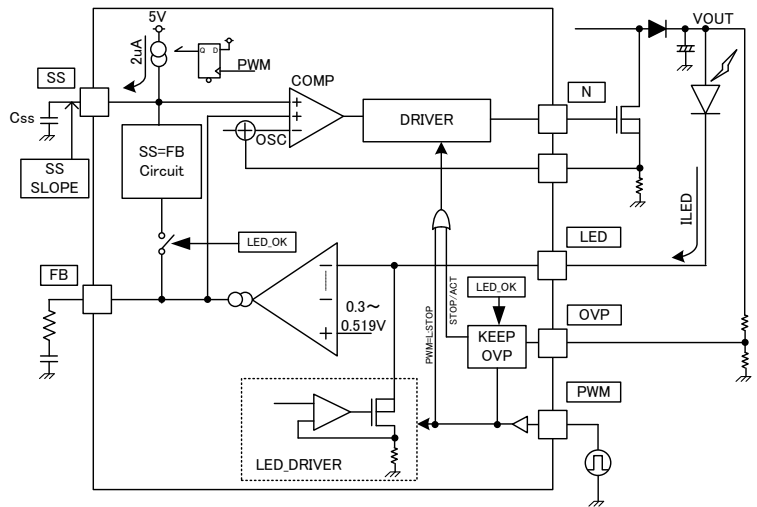 5V
VOUT
2uA
Q D
PWM
SS
COMP
N
Css
+
+
−
OSC
DRIVER
SS=FB
Circuit
SS
SLOPE
ILED
LED
LED_OK
FB
LED_OK
OVP
−
−
+
0.3～
0.519V
PWM=L:STOP
STOP/ACT
KEEP
OVP
PWM
LED_DRIVER